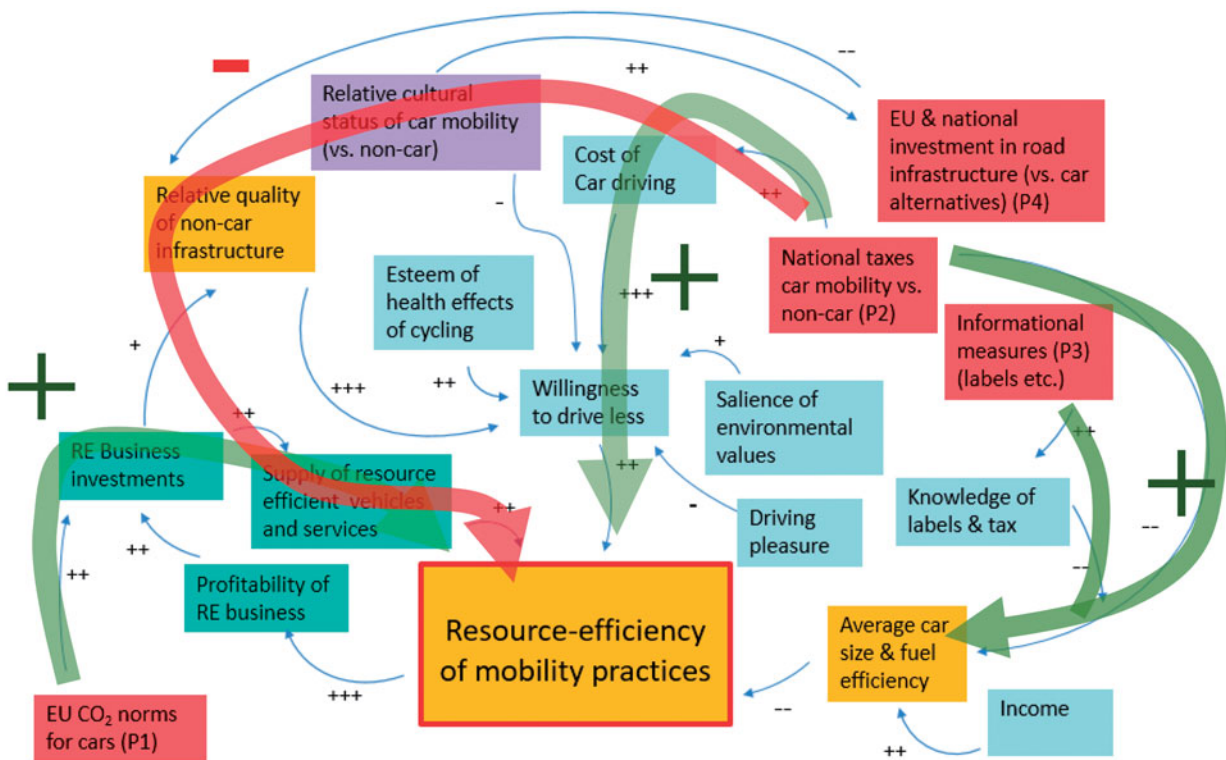 --
-
++
Relative cultural
status of car mobility
(vs. non-car)
EU & national
investment in road
infrastructure (vs. car
alternatives) (P4)
Cost of
Car driving
++
Relative quality
of non-car
infrastructure
-
National taxes
car mobility vs.
non-car (P2)
Esteem of
health effects
of cycling
+
+++
Informational
measures (P3)
(labels etc.)
+
+
+
+++
++
Willingness
to drive less
Salience of
environmental
values
++
++
RE Business
investments
Supply of resource
efficient vehicles
and services
++
++
Knowledge of
labels & tax
+
-
Driving
pleasure
--
--
++
++
Profitability of
RE business
Resource-efficiency
of mobility practices
Average car
size & fuel
efficiency
+++
--
EU CO₂ norms
for cars (P1)
Income
++